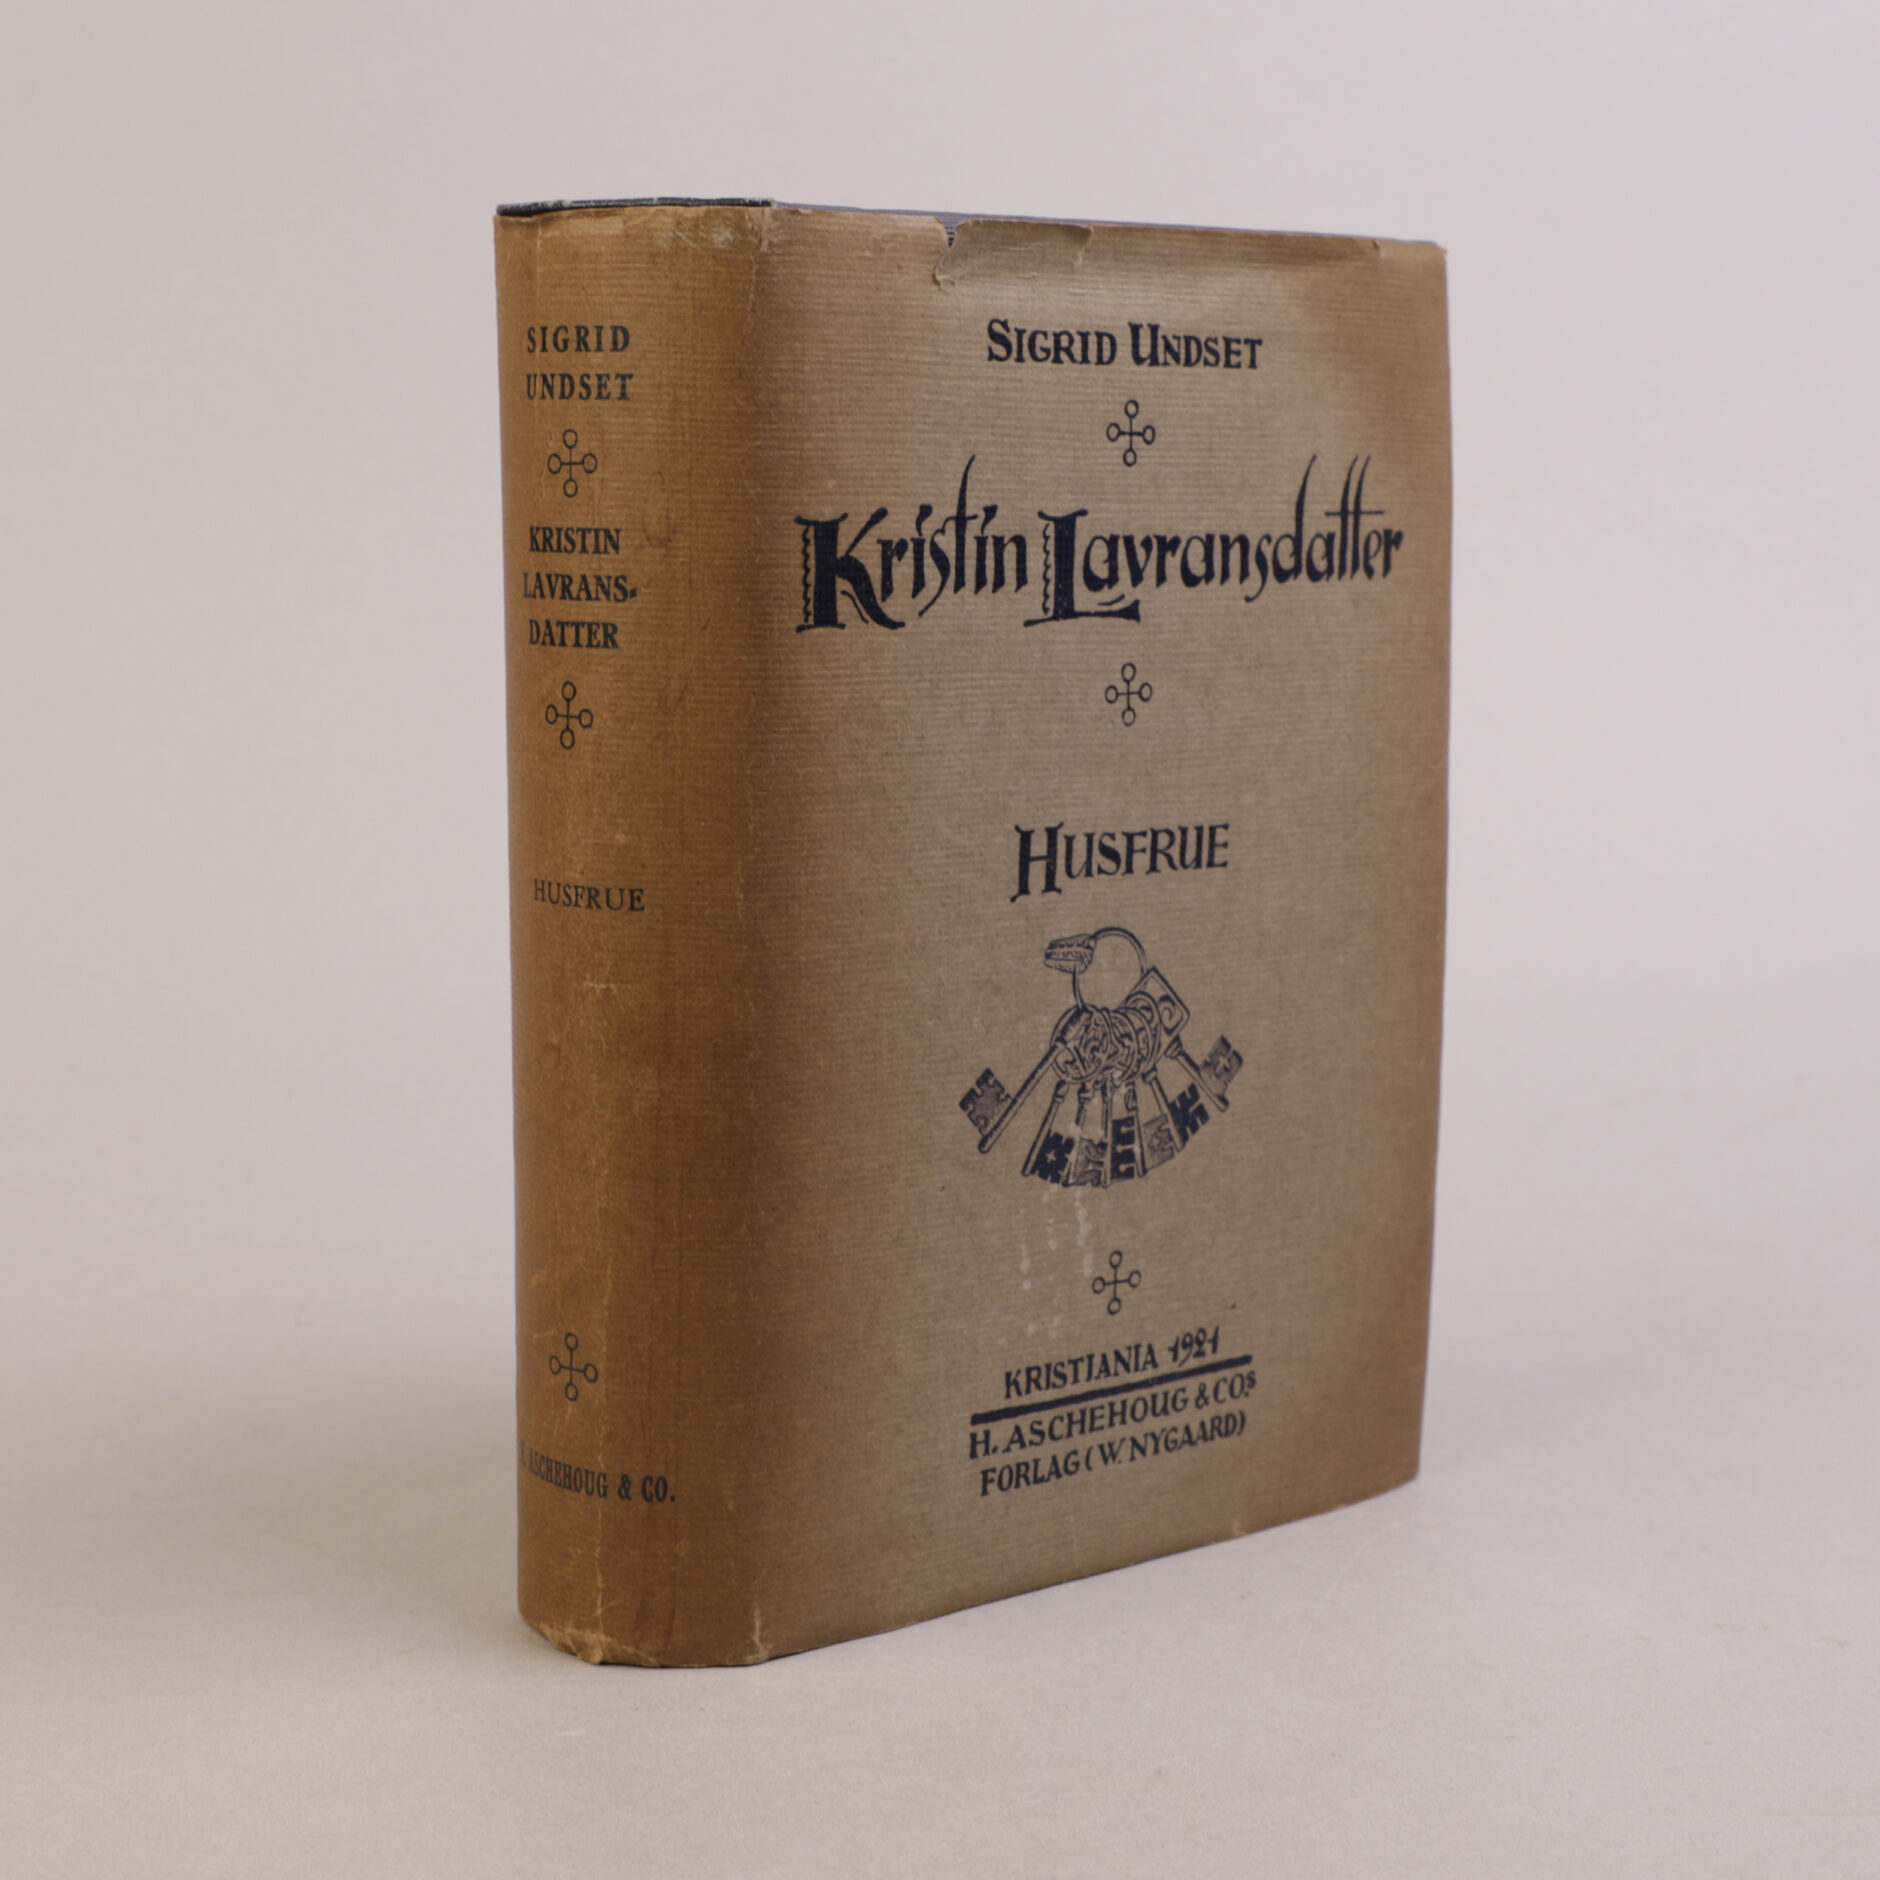 SIGRID
UNDSET
KRISTIN
LAVRANS-
DATTER
HUSFRUE
H. ASCHEHOUG & CO.
SIGRID UNDSET
Kristin Lavransdatter
HUSFRUE
KRISTIANIA 1921
H. ASCHEHOUG & CO.s
FORLAG (W. NYGAARD)